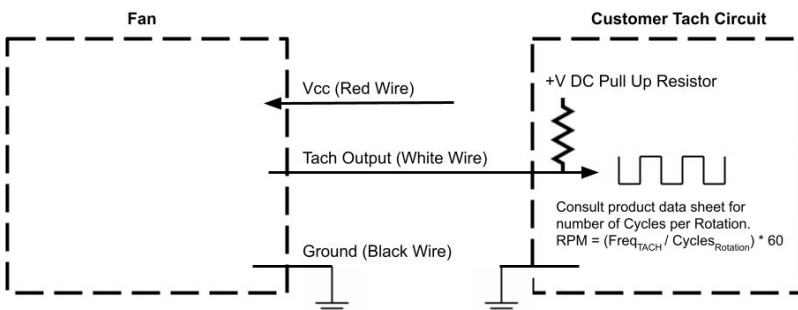 Fan
Customer Tach Circuit
Vcc (Red Wire)
+V DC Pull Up Resistor
Tach Output (White Wire)
Consult product data sheet for
number of Cycles per Rotation.
RPM = (FreqTACH / CyclesRotation) * 60
Ground (Black Wire)